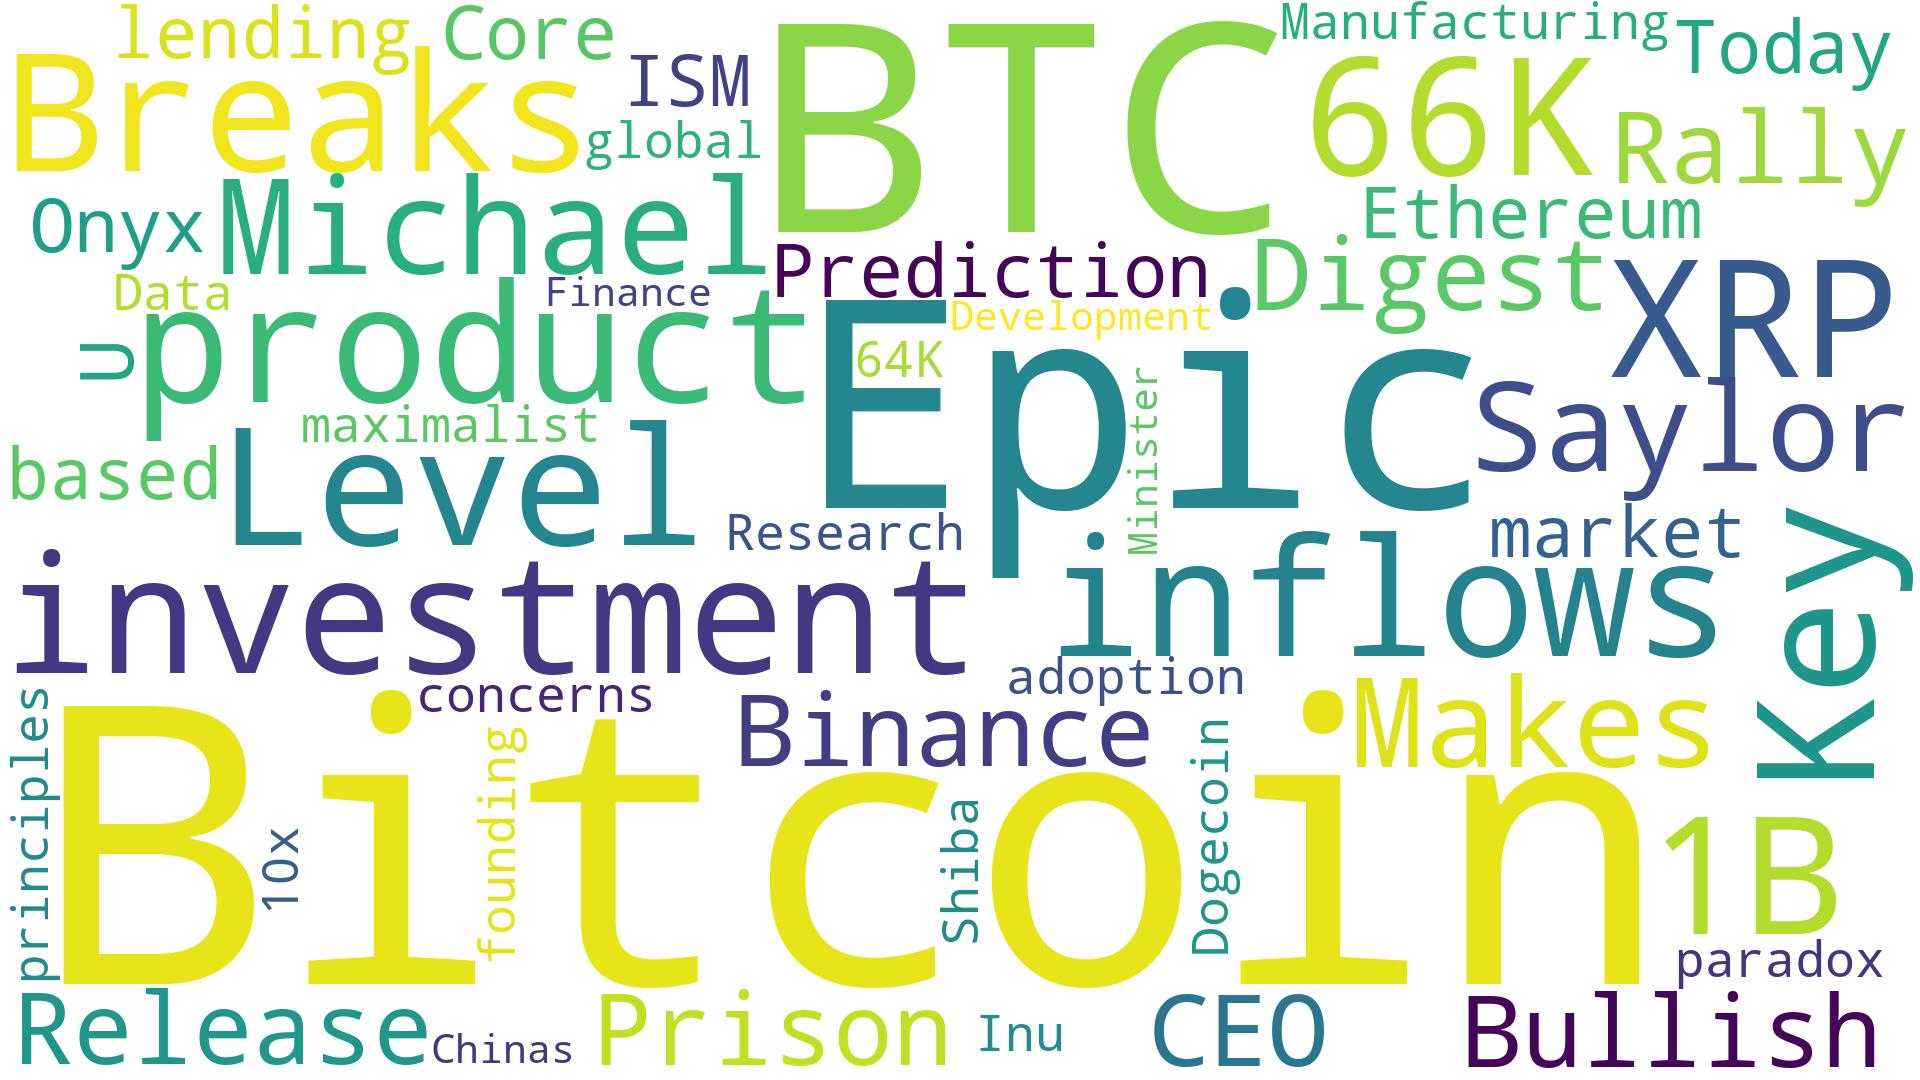 lending
Core
Manufacturing
Today
Breaks
ISM
BTC
66K
global
Rally
Onyx
Michael
Ethereum
Prediction
Digest
XRP
Data
Finance
product
Development
Epic
U
64K
Minister
Saylor
maximalist
based
Level
Research
market
Key
investment
inflows
adoption
concerns
Binance
Makes
principles
Bitcoin
founding
10x
Shiba
Dogecoin
1B
paradox
Release
Chinas
Prison
Inu
CEO
Bullish